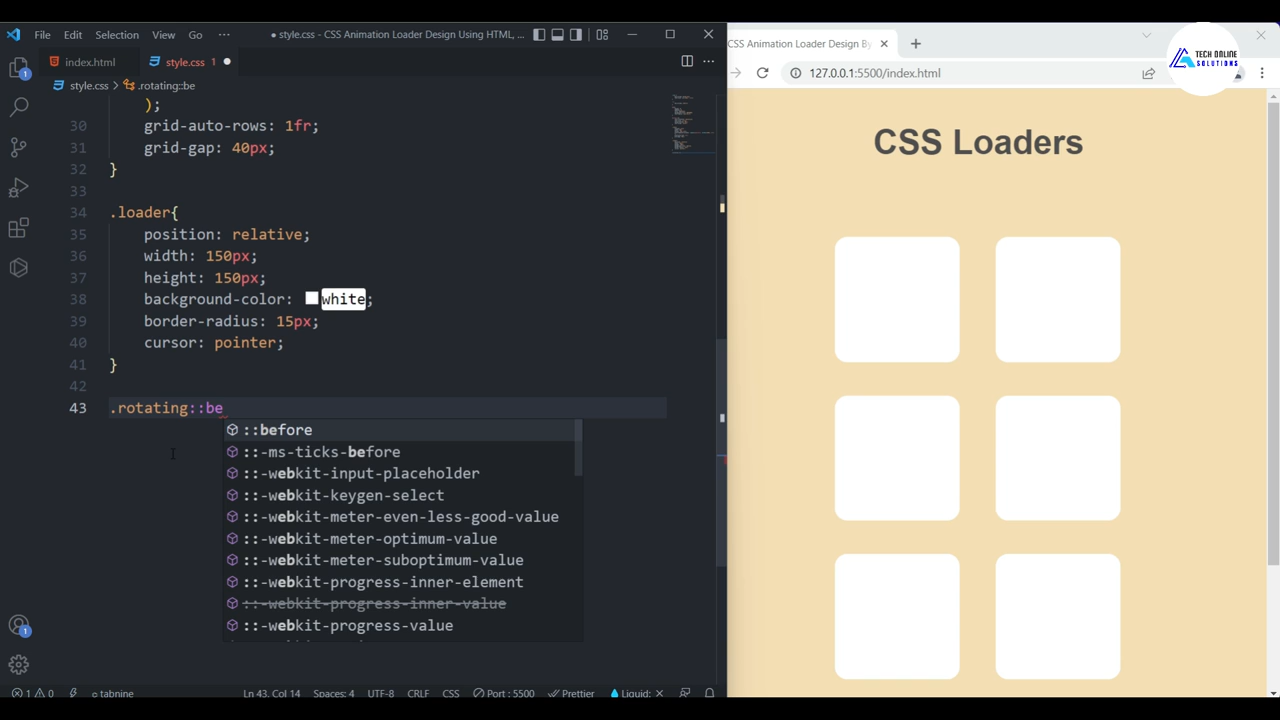 File Edit Selection View Go ··· ● style.css - CSS Animation Loader Design Using HTML, ...
index.html style.css 1 ●
style.css > .rotating::be
);
30 grid-auto-rows: 1fr;
31 grid-gap: 40px;
32 }
33
34 .loader{
35 position: relative;
36 width: 150px;
37 height: 150px;
38 background-color: white;
39 border-radius: 15px;
40 cursor: pointer;
41 }
42
43 .rotating::be
::before
::-ms-ticks-before
::-webkit-input-placeholder
::-webkit-keygen-select
::-webkit-meter-even-less-good-value
::-webkit-meter-optimum-value
::-webkit-meter-suboptimum-value
::-webkit-progress-inner-element
::-webkit-progress-inner-value
::-webkit-progress-value
1
1
1 0 tabnine Ln 43, Col 14 Spaces: 4 UTF-8 CRLF CSS Port : 5500 Prettier Liquid:
CSS Animation Loader Design By
127.0.0.1:5500/index.html
TECH ONLINE
SOLUTIONS
CSS Loaders